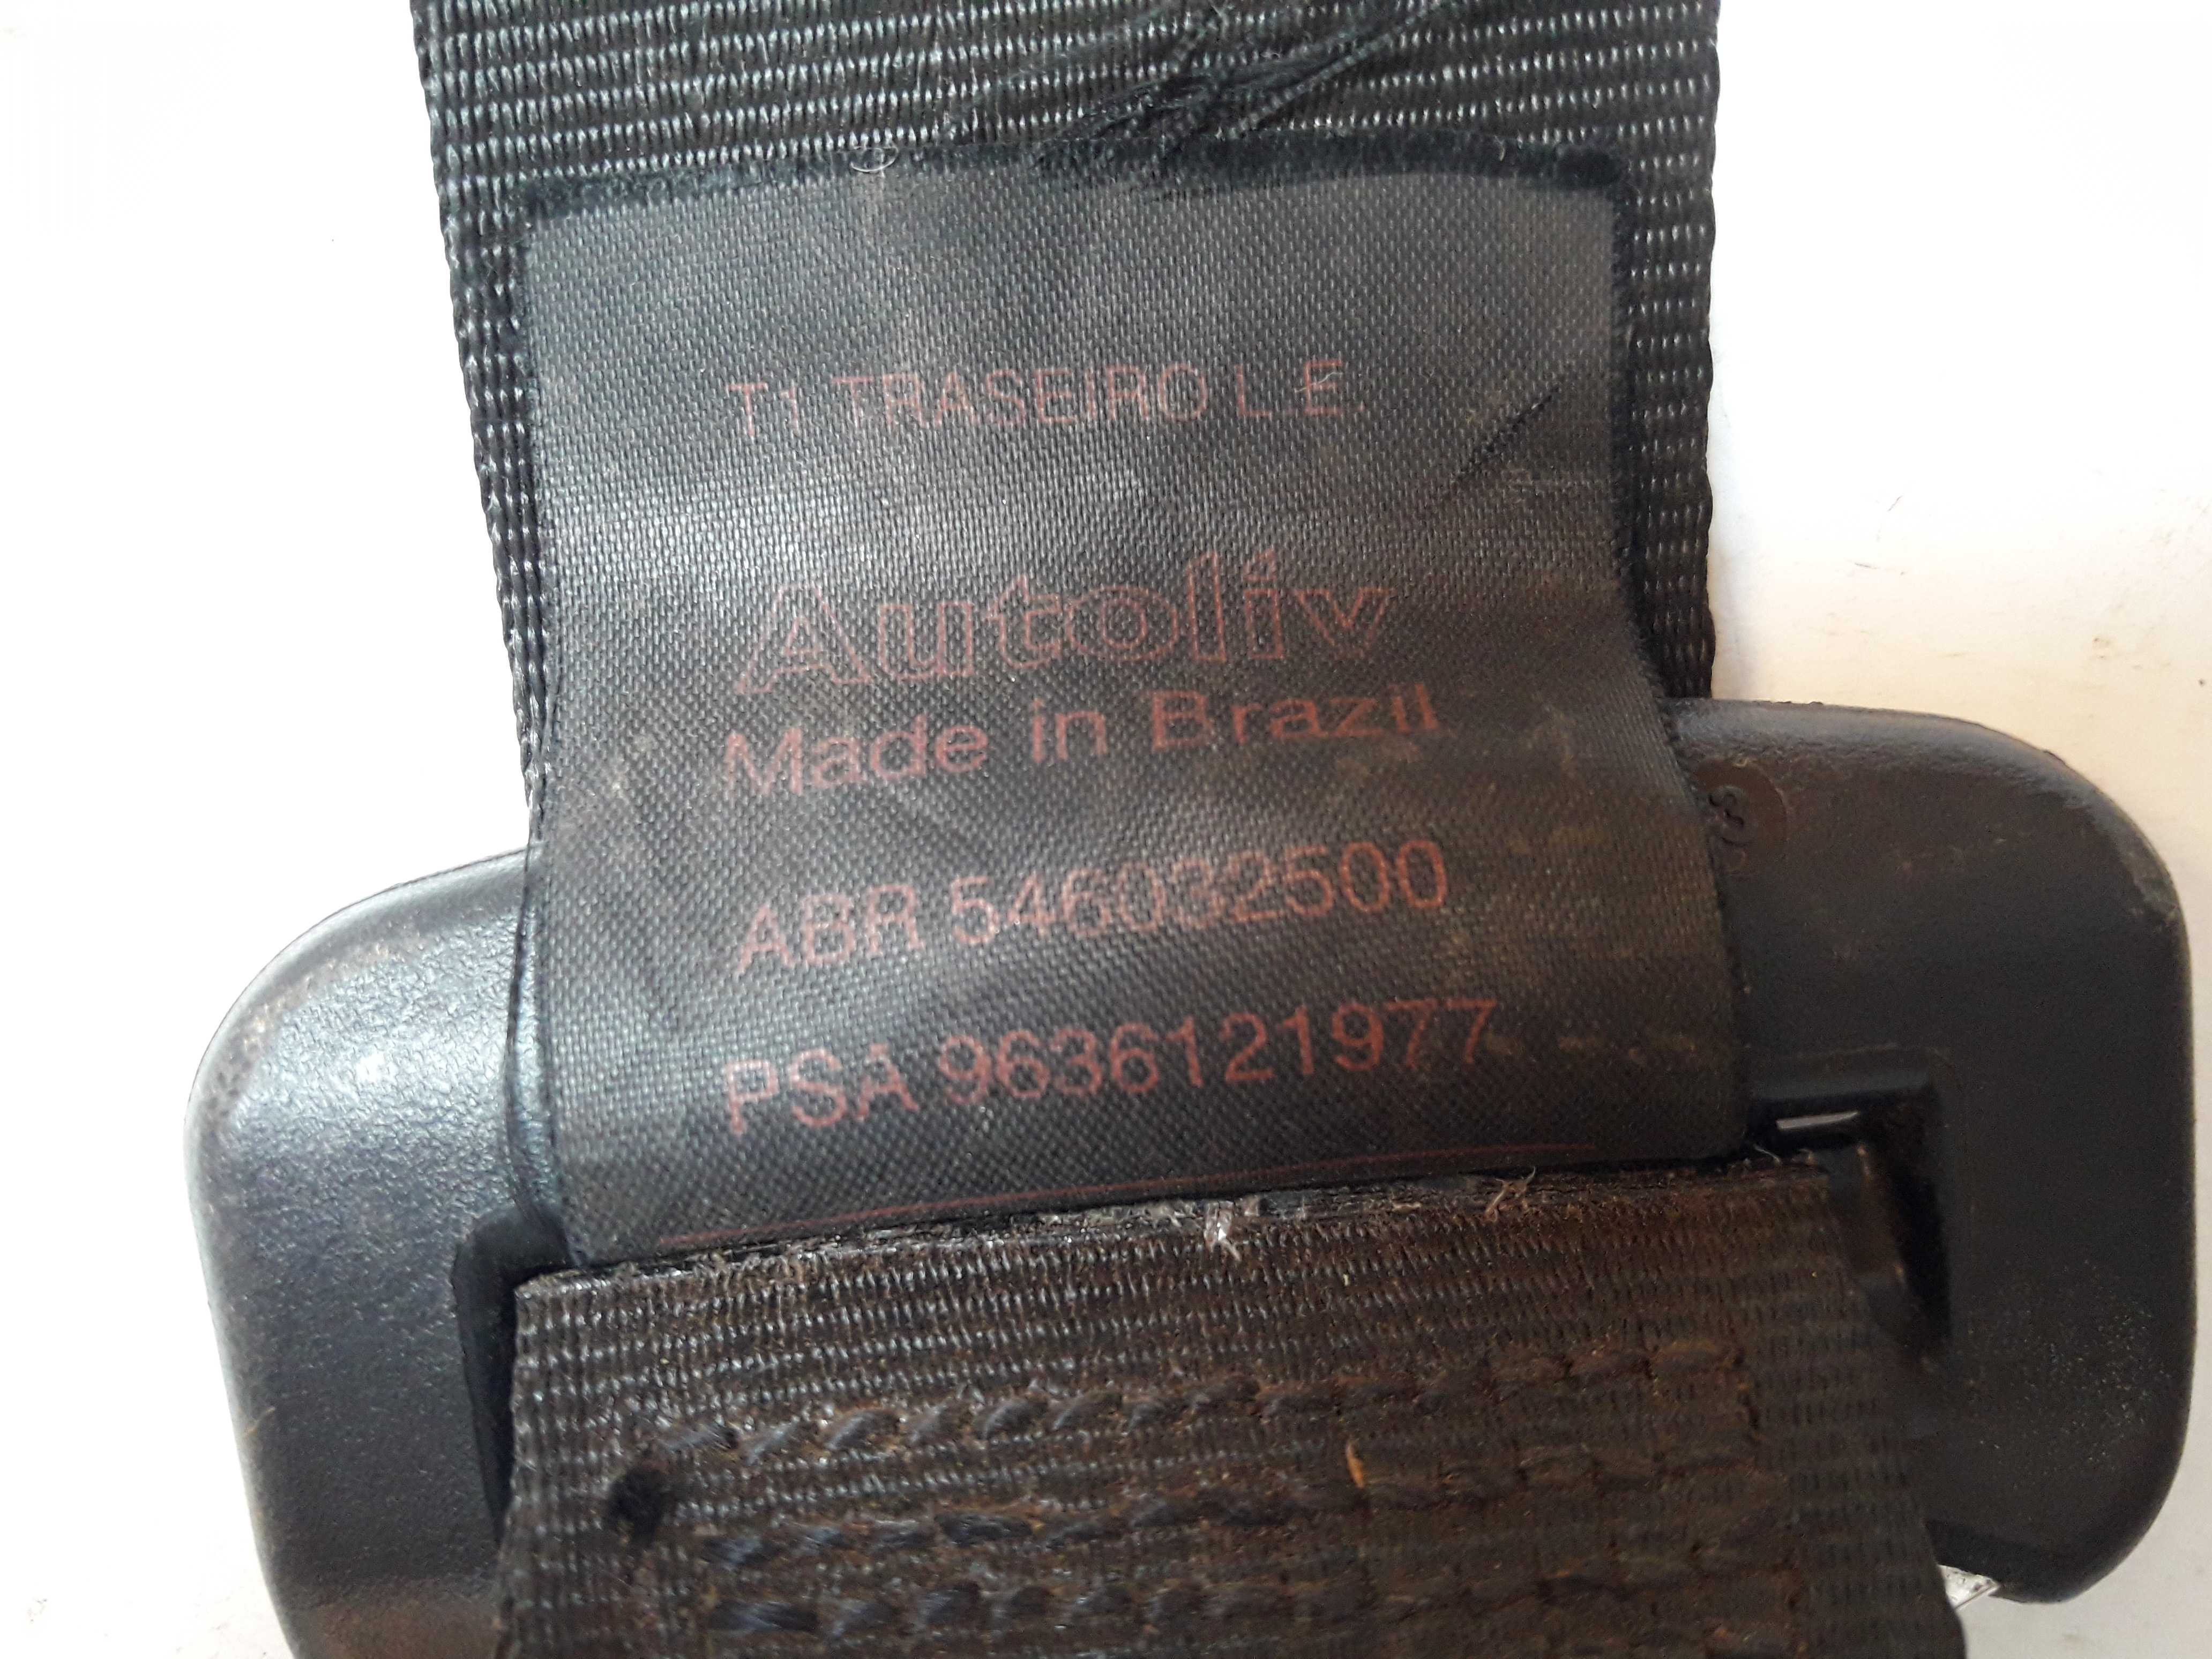 T1 TRASEIRO L.E.
Autoliv
Made in Brazil
ABR 546032500
PSA 9636121977